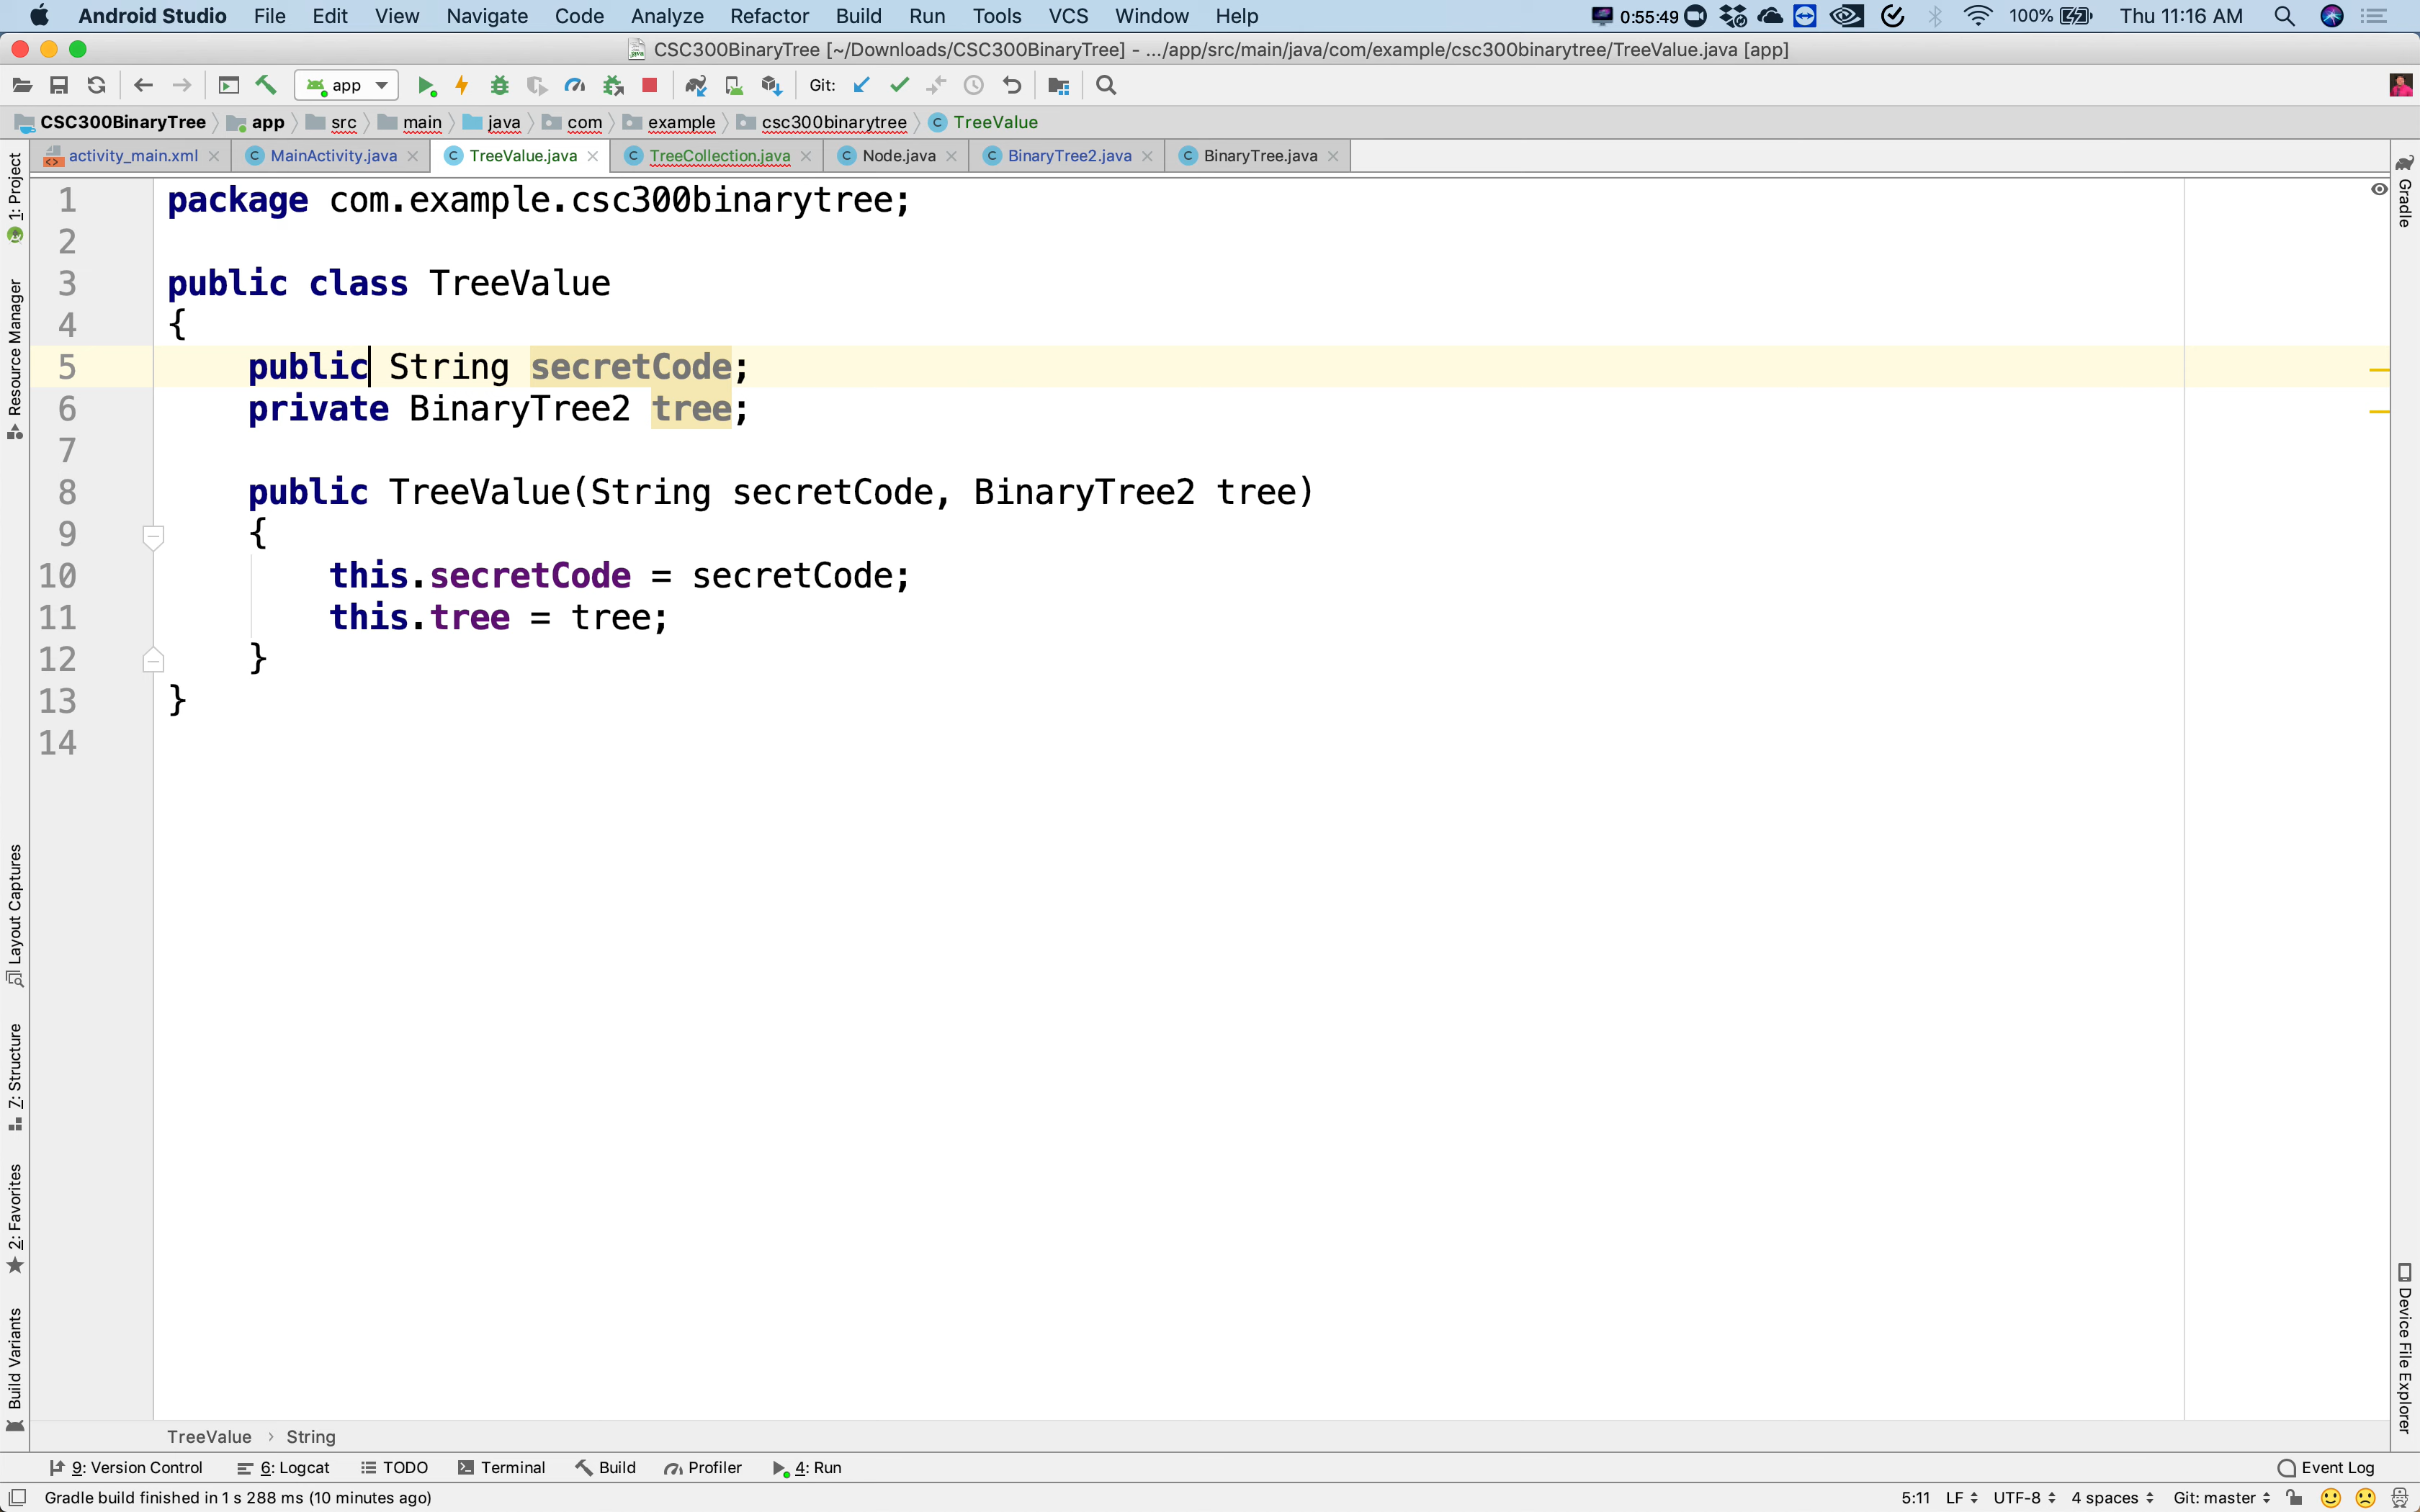 Android Studio File Edit View Navigate Code Analyze Refactor Build Run Tools VCS Window Help 0:55:49 100% Thu 11:16 AM
CSC300BinaryTree [~/Downloads/CSC300BinaryTree] - .../app/src/main/java/com/example/csc300binarytree/TreeValue.java [app]
app Git:
CSC300BinaryTree app src main java com example csc300binarytree TreeValue
activity_main.xml MainActivity.java TreeValue.java TreeCollection.java Node.java BinaryTree2.java BinaryTree.java
1 package com.example.csc300binarytree;
2
3 public class TreeValue
4 {
5 public String secretCode;
6 private BinaryTree2 tree;
7
8 public TreeValue(String secretCode, BinaryTree2 tree)
9 {
10 this.secretCode = secretCode;
11 this.tree = tree;
12 }
13 }
14
1: Project
Resource Manager
Layout Captures
7: Structure
2: Favorites
Build Variants
Gradle
Device File Explorer
TreeValue › String
9: Version Control 6: Logcat TODO Terminal Build Profiler 4: Run Event Log
Gradle build finished in 1 s 288 ms (10 minutes ago) 5:11 LF UTF-8 4 spaces Git: master